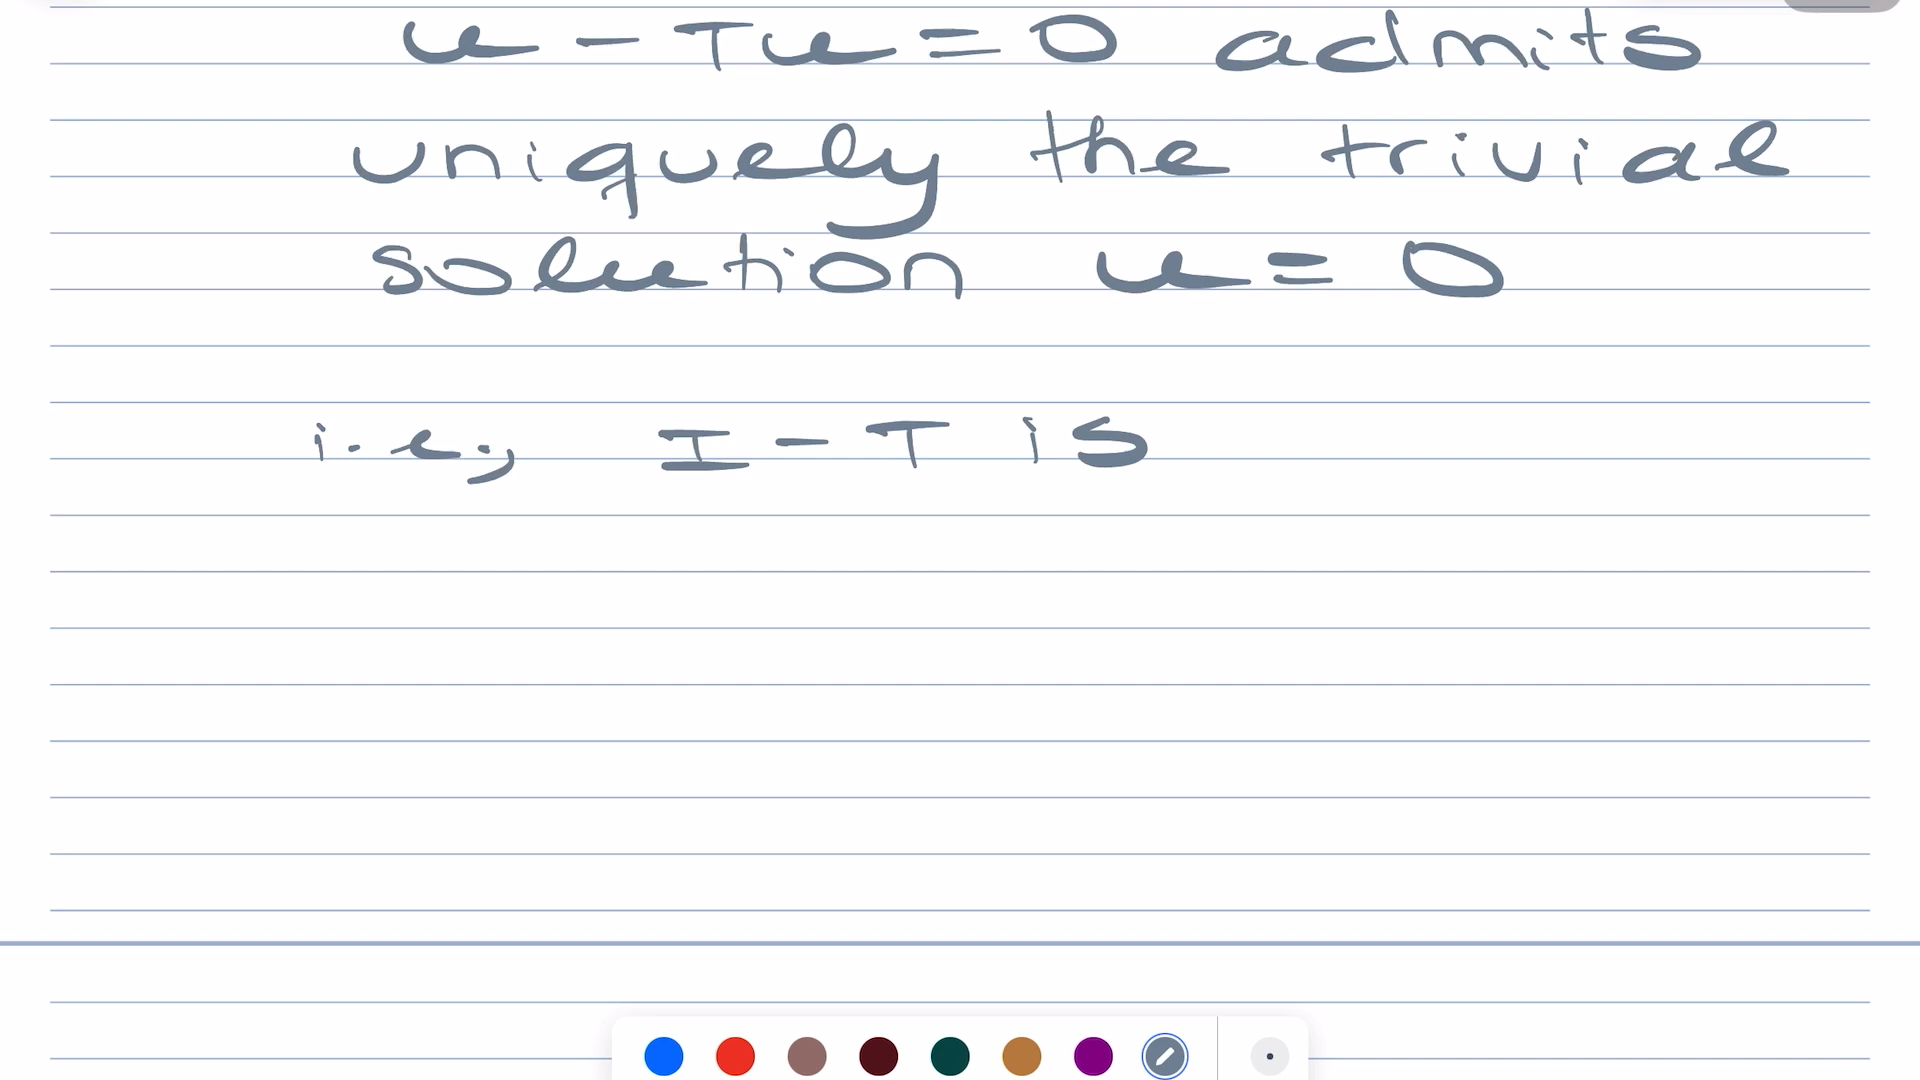 u - Tu = 0 admits
uniquely the trivial
solution u = 0
i.e., I - T is